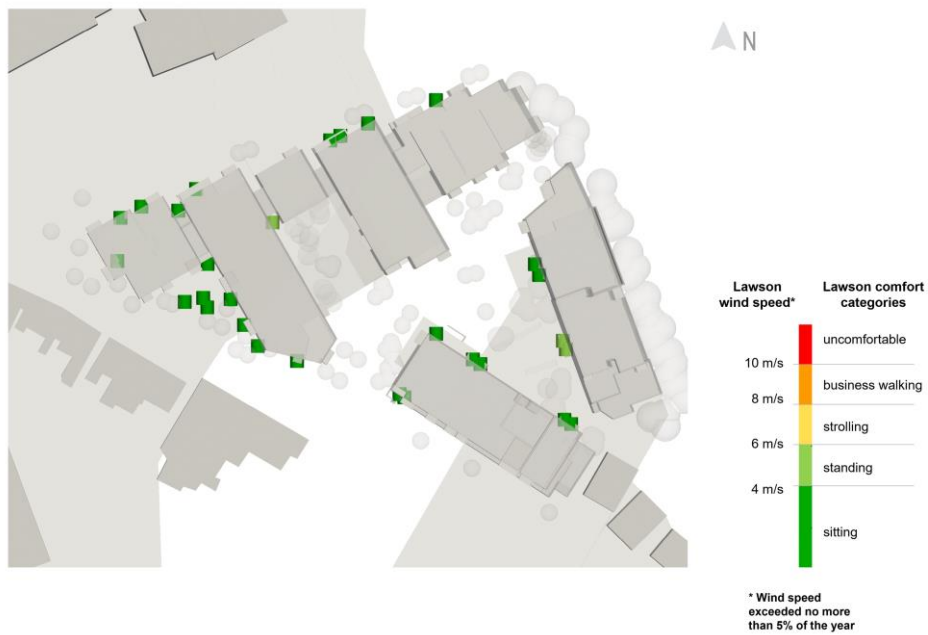 N
Lawson
wind speed*
Lawson comfort
categories
uncomfortable
10 m/s
business walking
8 m/s
strolling
6 m/s
standing
4 m/s
sitting
* Wind speed
exceeded no more
than 5% of the year